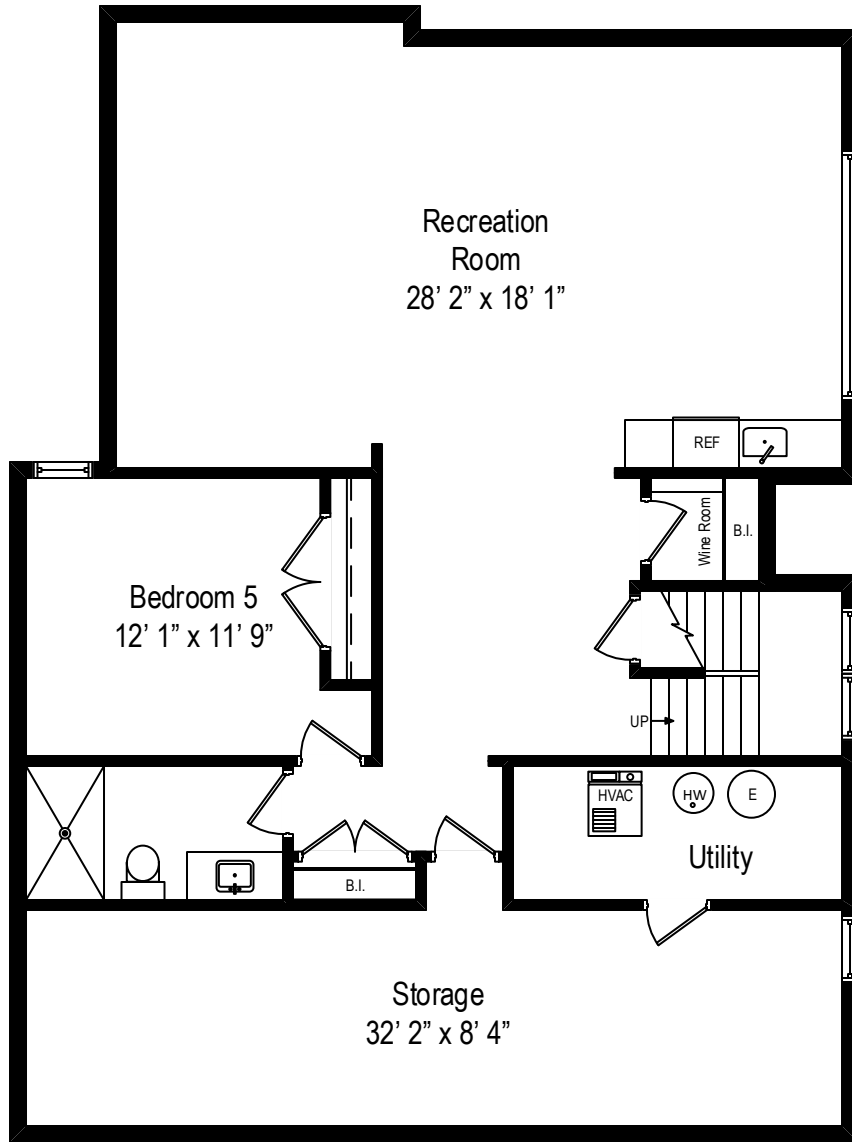 Recreation
Room
28’ 2” x 18’ 1”
REF
Wine Room
B.I.
Bedroom 5
12’ 1” x 11’ 9”
UP
HVAC
HW
E
Utility
B.I.
Storage
32’ 2” x 8’ 4”